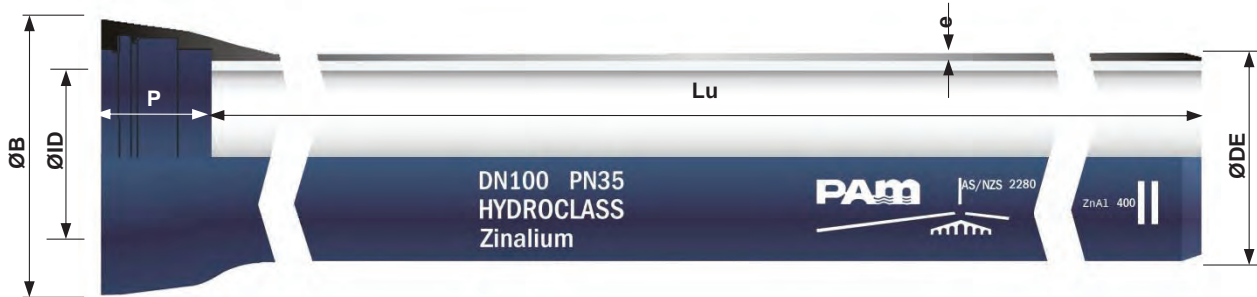 e
P
Lu
ØB
ØID
ØDE
DN100 PN35
HYDROCLASS
Zinalium
PAM
AS/NZS 2280
ZnAl 400